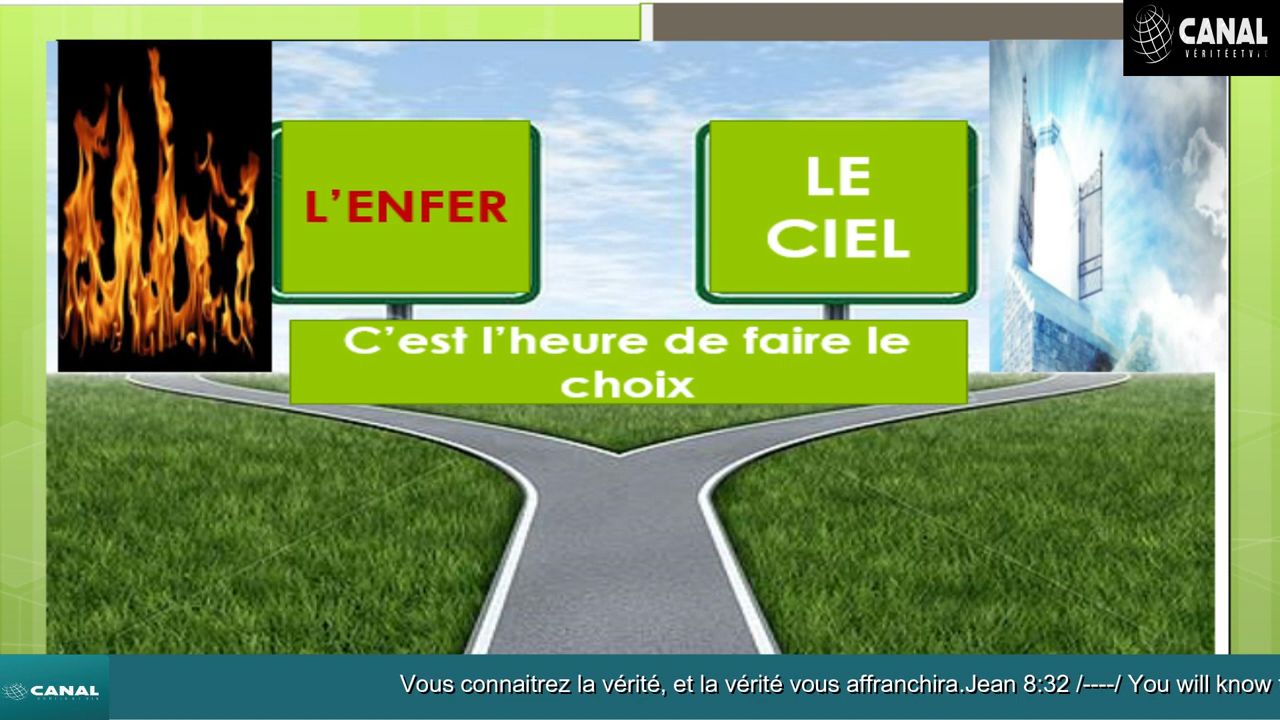 CANAL
VÉRITÉETVIE
L'ENFER
LE
CIEL
C'est l'heure de faire le
choix
CANAL
Vous connaitrez la vérité, et la vérité vous affranchira.Jean 8:32 /----/ You will know